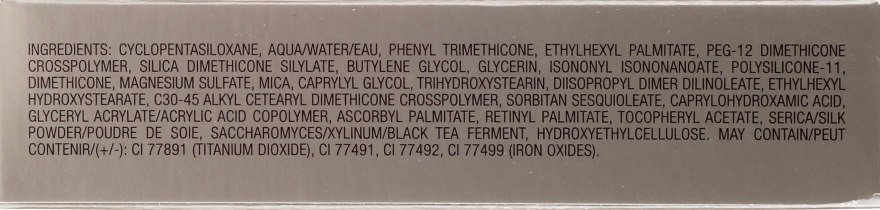 INGREDIENTS: CYCLOPENTASILOXANE, AQUA/WATER/EAU, PHENYL TRIMETHICONE, ETHYLHEXYL PALMITATE, PEG-12 DIMETHICONE
CROSSPOLYMER, SILICA DIMETHICONE SILYLATE, BUTYLENE GLYCOL, GLYCERIN, ISONONYL ISONONANOATE, POLYSILICONE-11,
DIMETHICONE, MAGNESIUM SULFATE, MICA, CAPRYLYL GLYCOL, TRIHYDROXYSTEARIN, DIISOPROPYL DIMER DILINOLEATE, ETHYLHEXYL
HYDROXYSTEARATE, C30-45 ALKYL CETEARYL DIMETHICONE CROSSPOLYMER, SORBITAN SESQUIOLEATE, CAPRYLOHYDROXAMIC ACID,
GLYCERYL ACRYLATE/ACRYLIC ACID COPOLYMER, ASCORBYL PALMITATE, RETINYL PALMITATE, TOCOPHERYL ACETATE, SERICA/SILK
POWDER/POUDRE DE SOIE, SACCHAROMYCES/XYLINUM/BLACK TEA FERMENT, HYDROXYETHYLCELLULOSE. MAY CONTAIN/PEUT
CONTENIR/(+/-): CI 77891 (TITANIUM DIOXIDE), CI 77491, CI 77492, CI 77499 (IRON OXIDES).